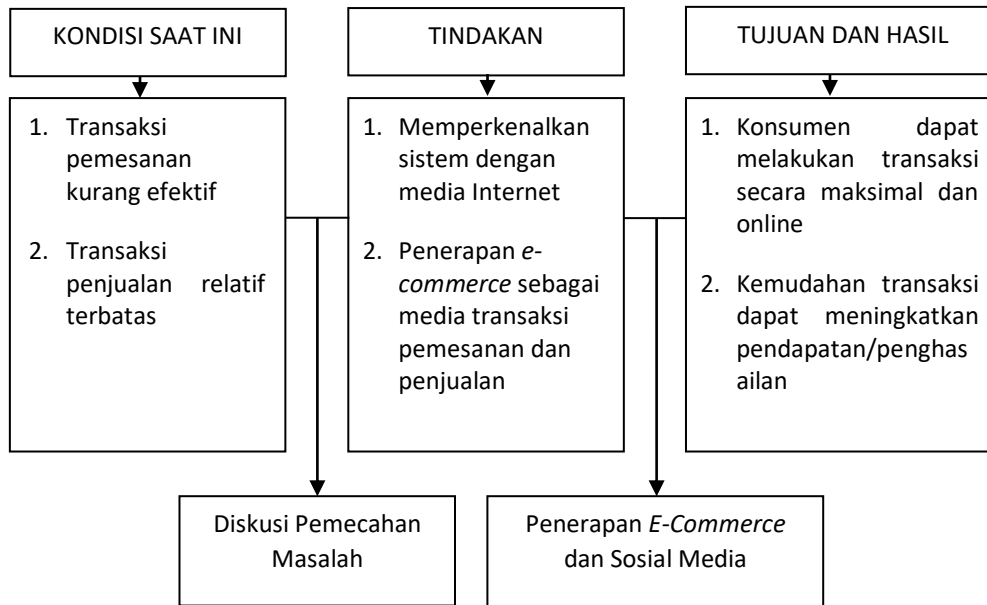 KONDISI SAAT INI
TINDAKAN
TUJUAN DAN HASIL
1. Transaksi
pemesanan
kurang efektif
2. Transaksi
penjualan relatif
terbatas
1. Memperkenalkan
sistem dengan
media Internet
2. Penerapan e-
commerce sebagai
media transaksi
pemesanan dan
penjualan
1. Konsumen dapat
melakukan transaksi
secara maksimal dan
online
2. Kemudahan transaksi
dapat meningkatkan
pendapatan/penghas
ailan
Diskusi Pemecahan
Masalah
Penerapan E-Commerce
dan Sosial Media